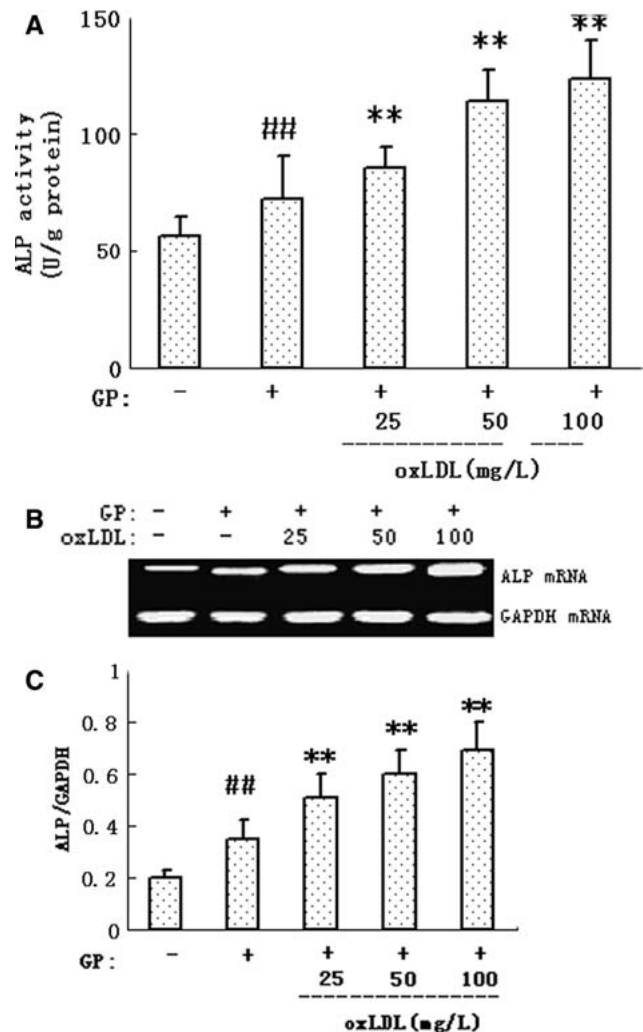 A
150
100
50
0
ALP activity
(U/g protein)
##
**
**
**
GP: - + + + +
25 50 100
oxLDL(mg/L)
B
GP: - + + + +
oxLDL: - - 25 50 100
ALP mRNA
GAPDH mRNA
C
1
0.8
0.6
0.4
0.2
0
ALP/GAPDH
##
**
**
**
GP: - + + + +
25 50 100
oxLDL(mg/L)